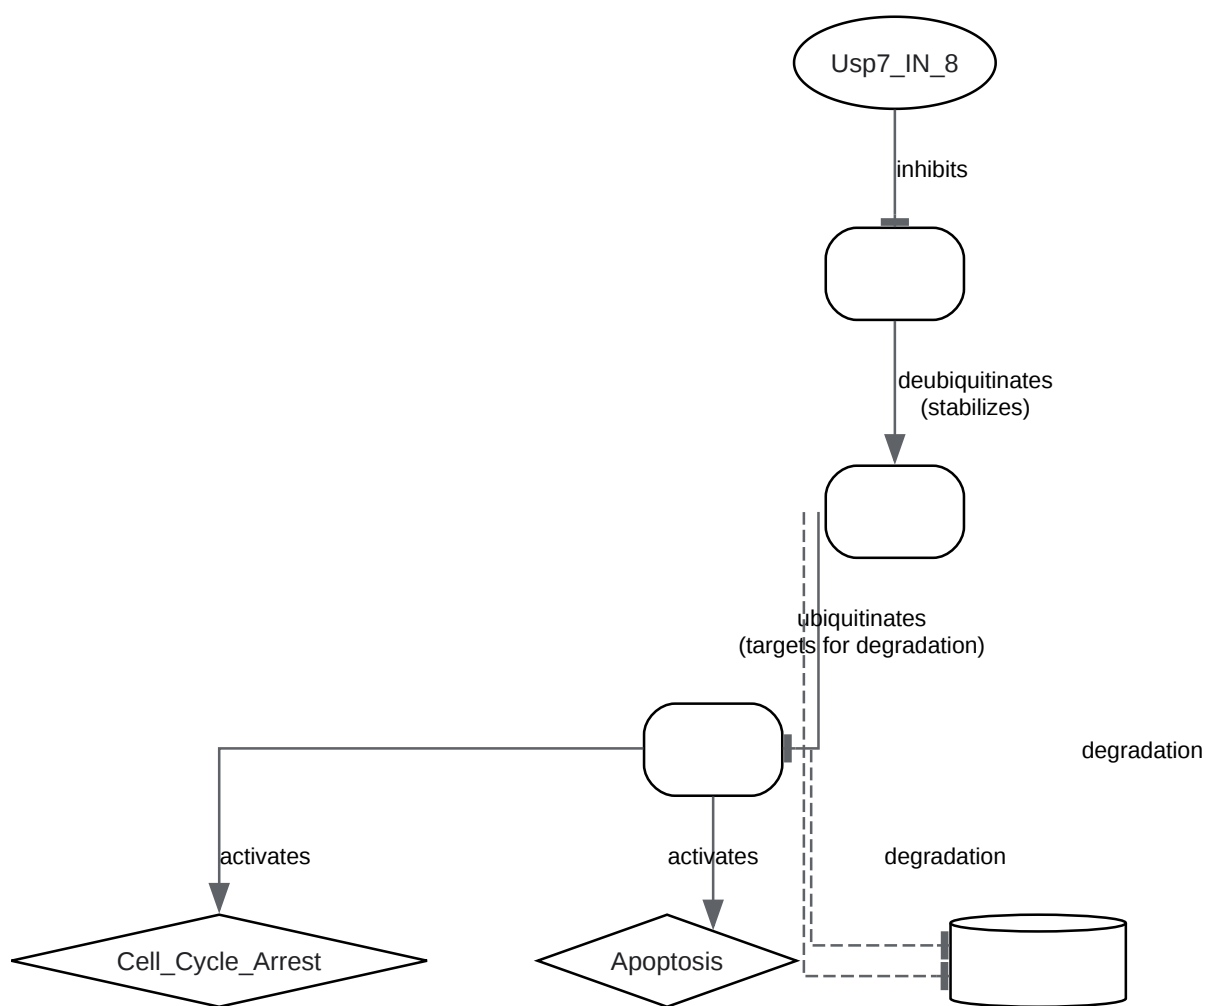 Usp7_IN_8
inhibits
deubiquitinates
(stabilizes)
ubiquitinates
(targets for degradation)
degradation
activates
activates
degradation
Cell_Cycle_Arrest
Apoptosis